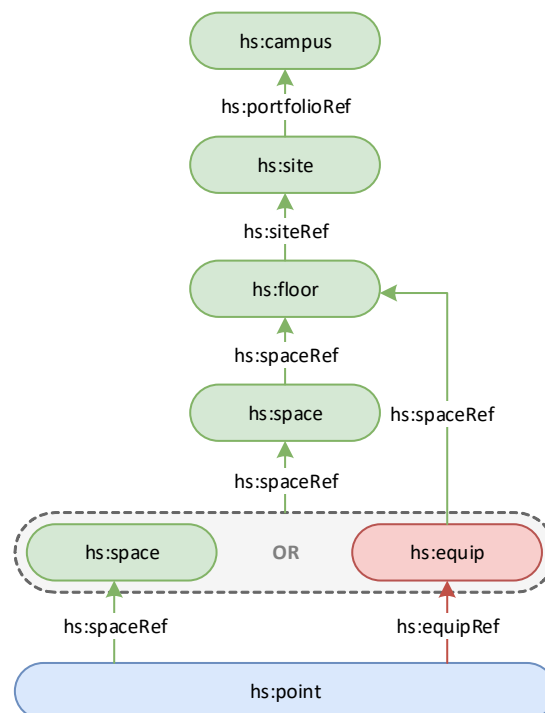 hs:campus
hs:portfolioRef
hs:site
hs:siteRef
hs:floor
hs:spaceRef
hs:space
hs:spaceRef
hs:spaceRef
hs:space
OR
hs:equip
hs:spaceRef
hs:equipRef
hs:point